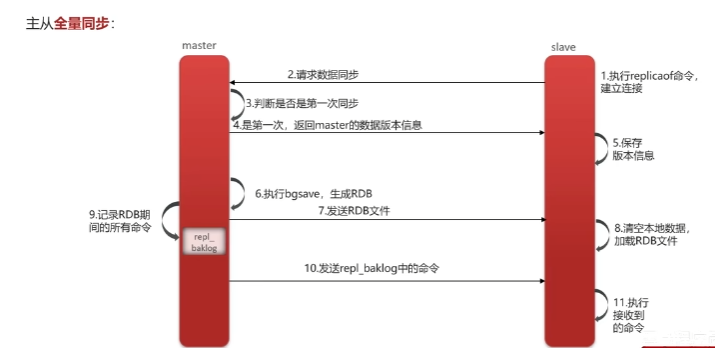 主从全量同步：
master
slave
2.请求数据同步
1.执行replicaof命令，
建立连接
3.判断是否是第一次同步
4.是第一次，返回master的数据版本信息
5.保存
版本信息
6.执行bgsave，生成RDB
7.发送RDB文件
9.记录RDB期
间的所有命令
repl_
baklog
8.清空本地数据，
加载RDB文件
10.发送repl_baklog中的命令
11.执行
接收到
的命令